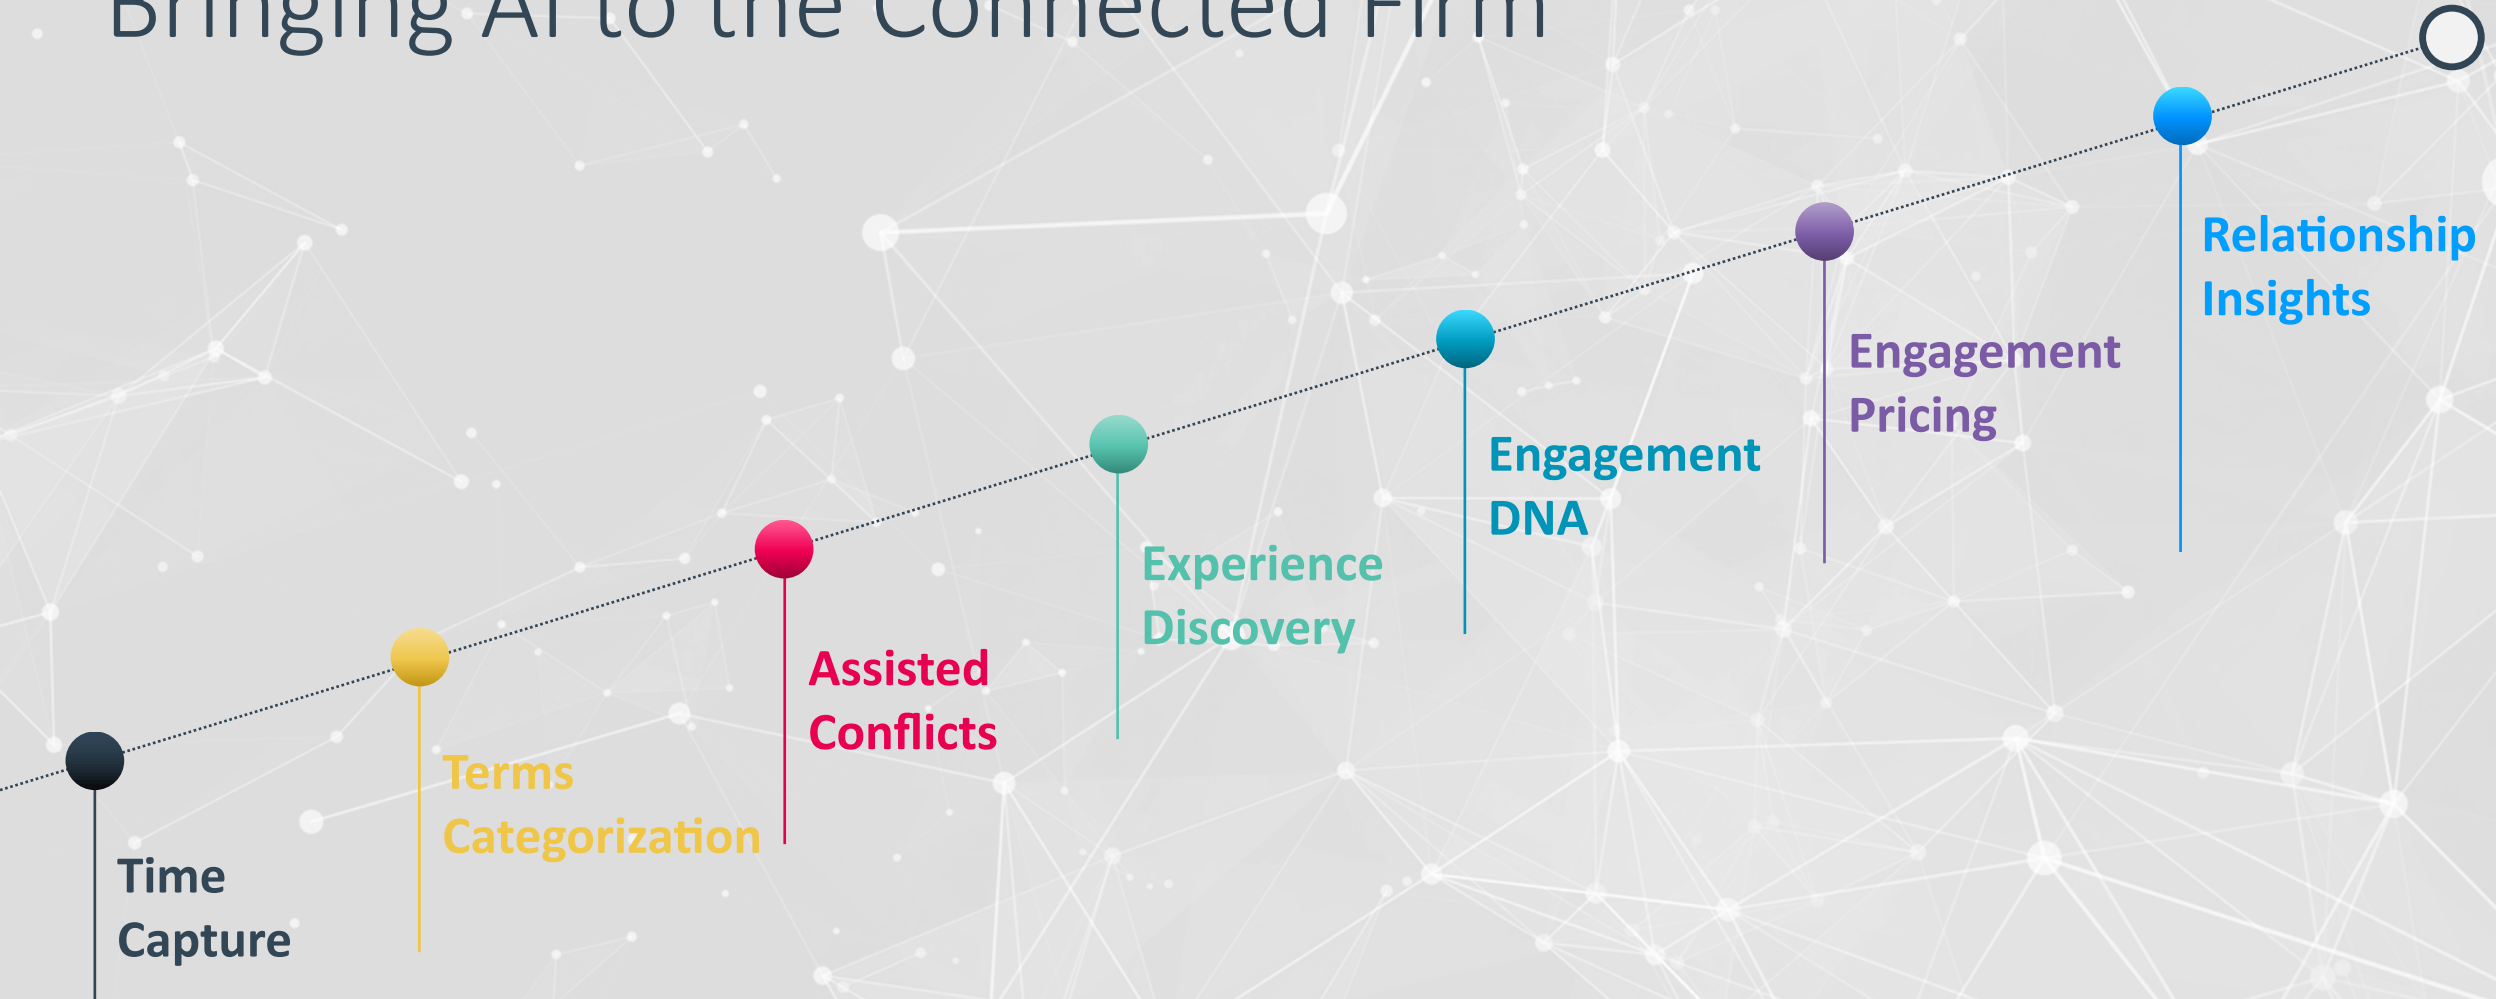 Bringing AI to the Connected Firm
Relationship
Insights
Engagement
Pricing
Engagement
DNA
Experience
Discovery
Assisted
Conflicts
Terms
Categorization
Time
Capture